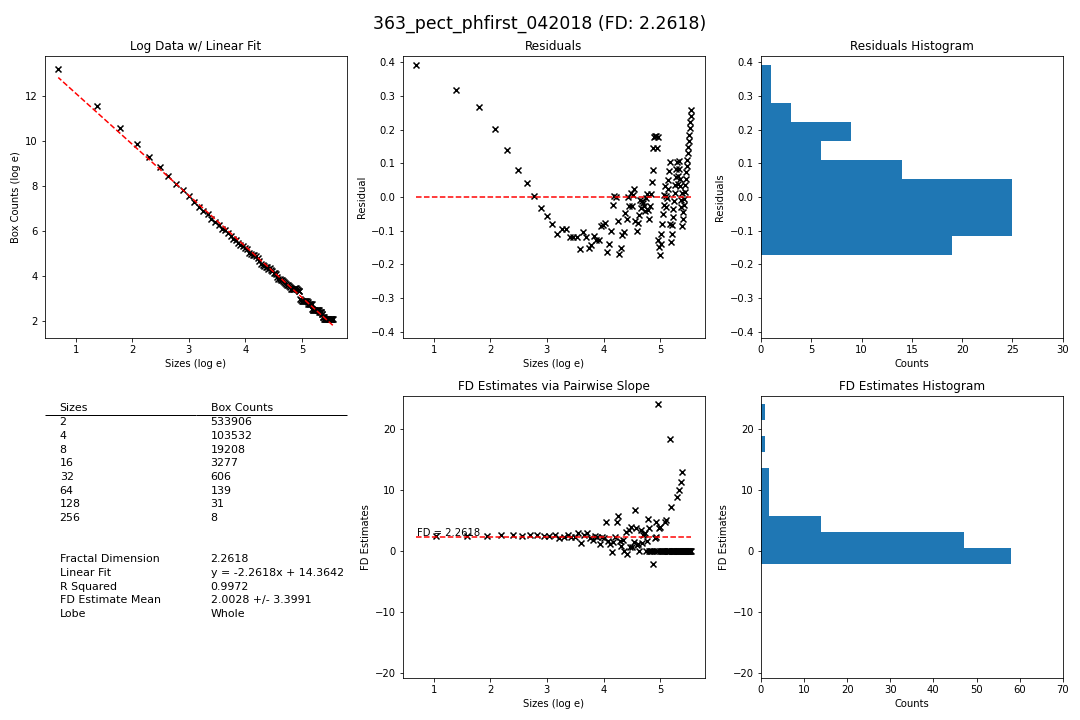 363_pect_phfirst_042018 (FD: 2.2618)
Log Data w/ Linear Fit
Box Counts (log e)
12
10
8
6
4
2
1 2 3 4 5
Sizes (log e)
Residuals
Residual
0.4
0.3
0.2
0.1
0.0
−0.1
−0.2
−0.3
−0.4
1 2 3 4 5
Sizes (log e)
Residuals Histogram
Residuals
0.4
0.3
0.2
0.1
0.0
−0.1
−0.2
−0.3
−0.4
0 5 10 15 20 25 30
Counts
Sizes Box Counts
2 533906
4 103532
8 19208
16 3277
32 606
64 139
128 31
256 8
Fractal Dimension 2.2618
Linear Fit y = -2.2618x + 14.3642
R Squared 0.9972
FD Estimate Mean 2.0028 +/- 3.3991
Lobe Whole
FD Estimates via Pairwise Slope
FD Estimates
20
10
0
−10
−20
FD = 2.2618
1 2 3 4 5
Sizes (log e)
FD Estimates Histogram
FD Estimates
20
10
0
−10
−20
0 10 20 30 40 50 60 70
Counts